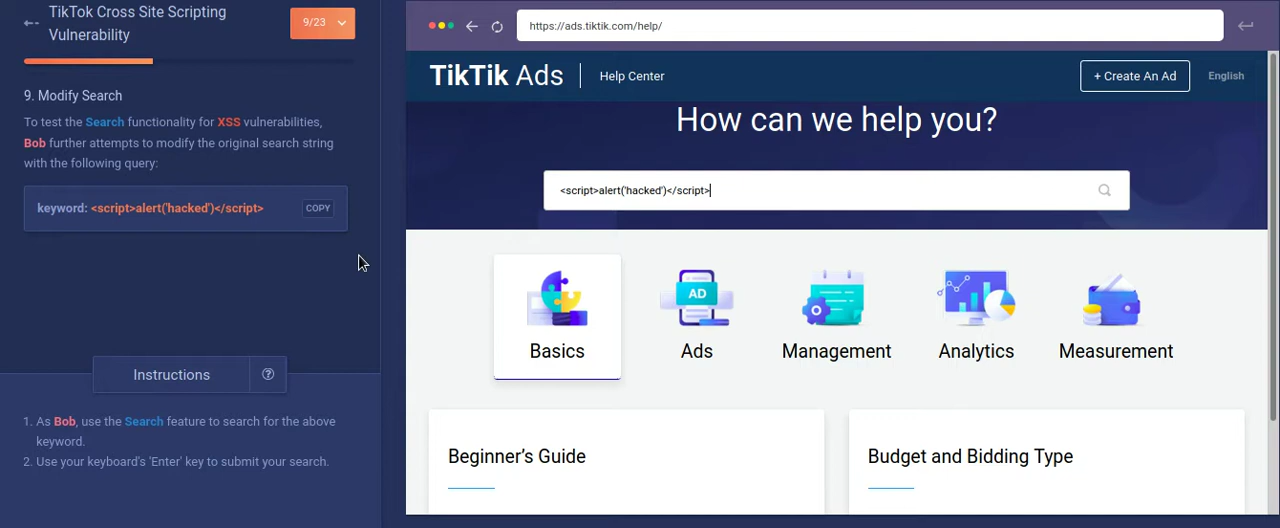 TikTok Cross Site Scripting
Vulnerability
9/23
9. Modify Search
To test the Search functionality for XSS vulnerabilities,
Bob further attempts to modify the original search string
with the following query:
keyword: <script>alert('hacked')</script>
COPY
Instructions
?
1. As Bob, use the Search feature to search for the above
keyword.
2. Use your keyboard's 'Enter' key to submit your search.
https://ads.tiktik.com/help/
TikTik Ads
Help Center
+ Create An Ad
English
How can we help you?
<script>alert('hacked')</script>
AD
Basics
Ads
Management
Analytics
Measurement
Beginner’s Guide
Budget and Bidding Type